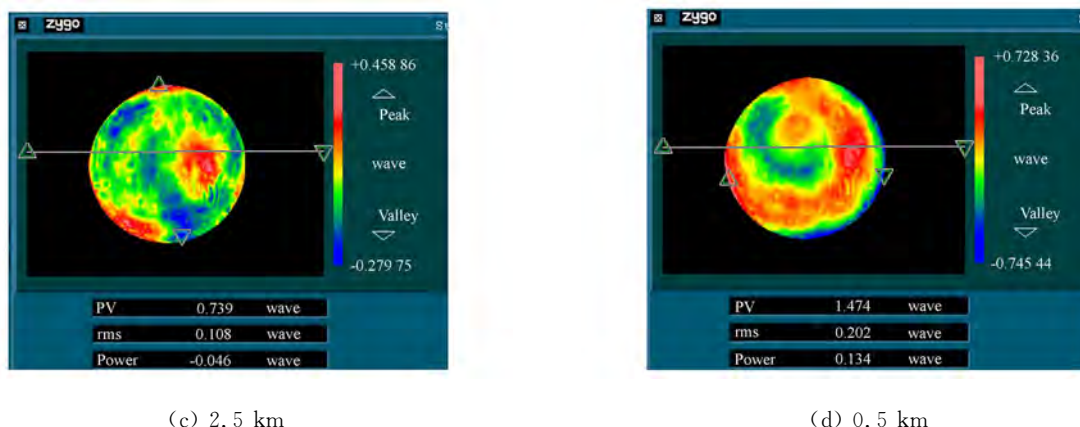 zygo
+0.458 86
Peak
wave
Valley
-0.279 75
PV 0.739 wave
rms 0.108 wave
Power -0.046 wave
(c) 2.5 km
zygo
+0.728 36
Peak
wave
Valley
-0.745 44
PV 1.474 wave
rms 0.202 wave
Power 0.134 wave
(d) 0.5 km